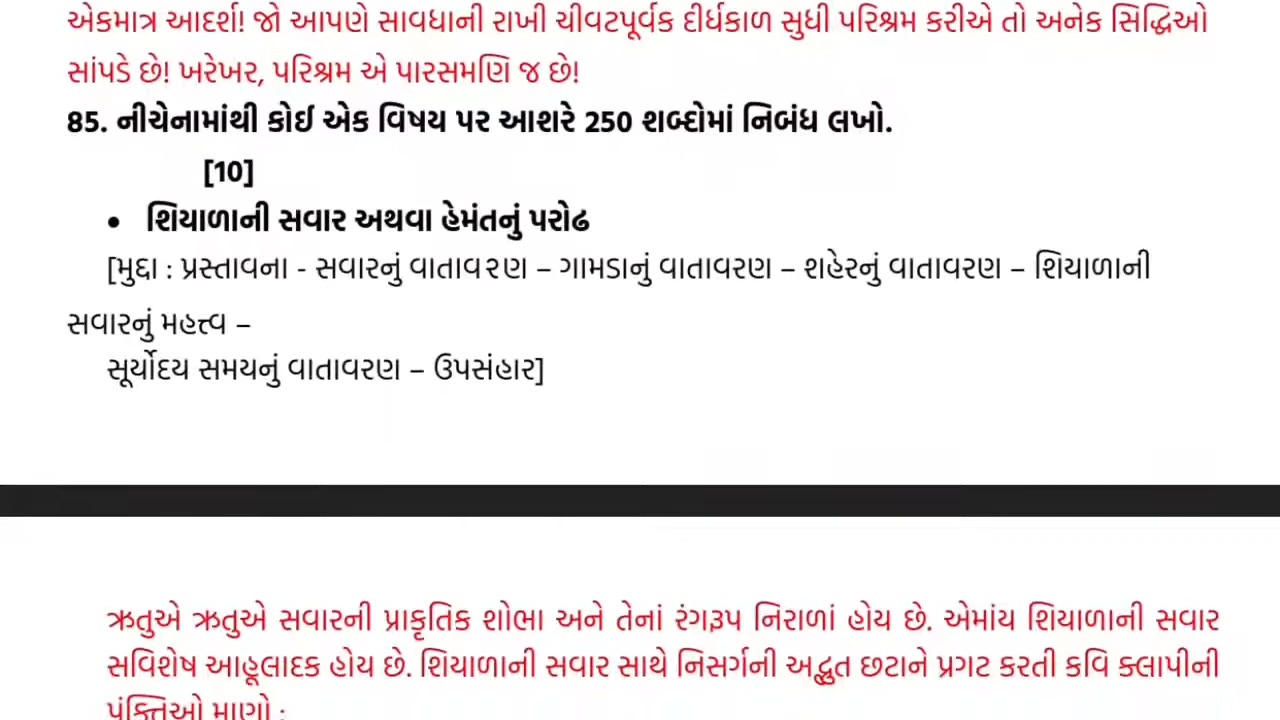 એકમાત્ર આદર્શ! જો આપણે સાવધાની રાખી ચીવટપૂર્વક દીર્ઘકાળ સુધી પરિશ્રમ કરીએ તો અનેક સિદ્ધિઓ
સાંપડે છે! ખરેખર, પરિશ્રમ એ પારસમણિ જ છે!
85. નીચેનામાંથી કોઈ એક વિષય પર આશરે 250 શબ્દોમાં નિબંધ લખો.
[10]
• શિયાળાની સવાર અથવા હેમંતનું પરોઢ
[મુદ્દા : પ્રસ્તાવના - સવારનું વાતાવરણ – ગામડાનું વાતાવરણ – શહેરનું વાતાવરણ – શિયાળાની
સવારનું મહત્ત્વ –
સૂર્યોદય સમયનું વાતાવરણ – ઉપસંહાર]
ઋતુએ ઋતુએ સવારની પ્રાકૃતિક શોભા અને તેનાં રંગરૂપ નિરાળાં હોય છે. એમાંય શિયાળાની સવાર
સવિશેષ આહ્લાદક હોય છે. શિયાળાની સવાર સાથે નિસર્ગની અદ્ભુત છટાને પ્રગટ કરતી કવિ ક્લાપીની
પંક્તિઓ માણો :